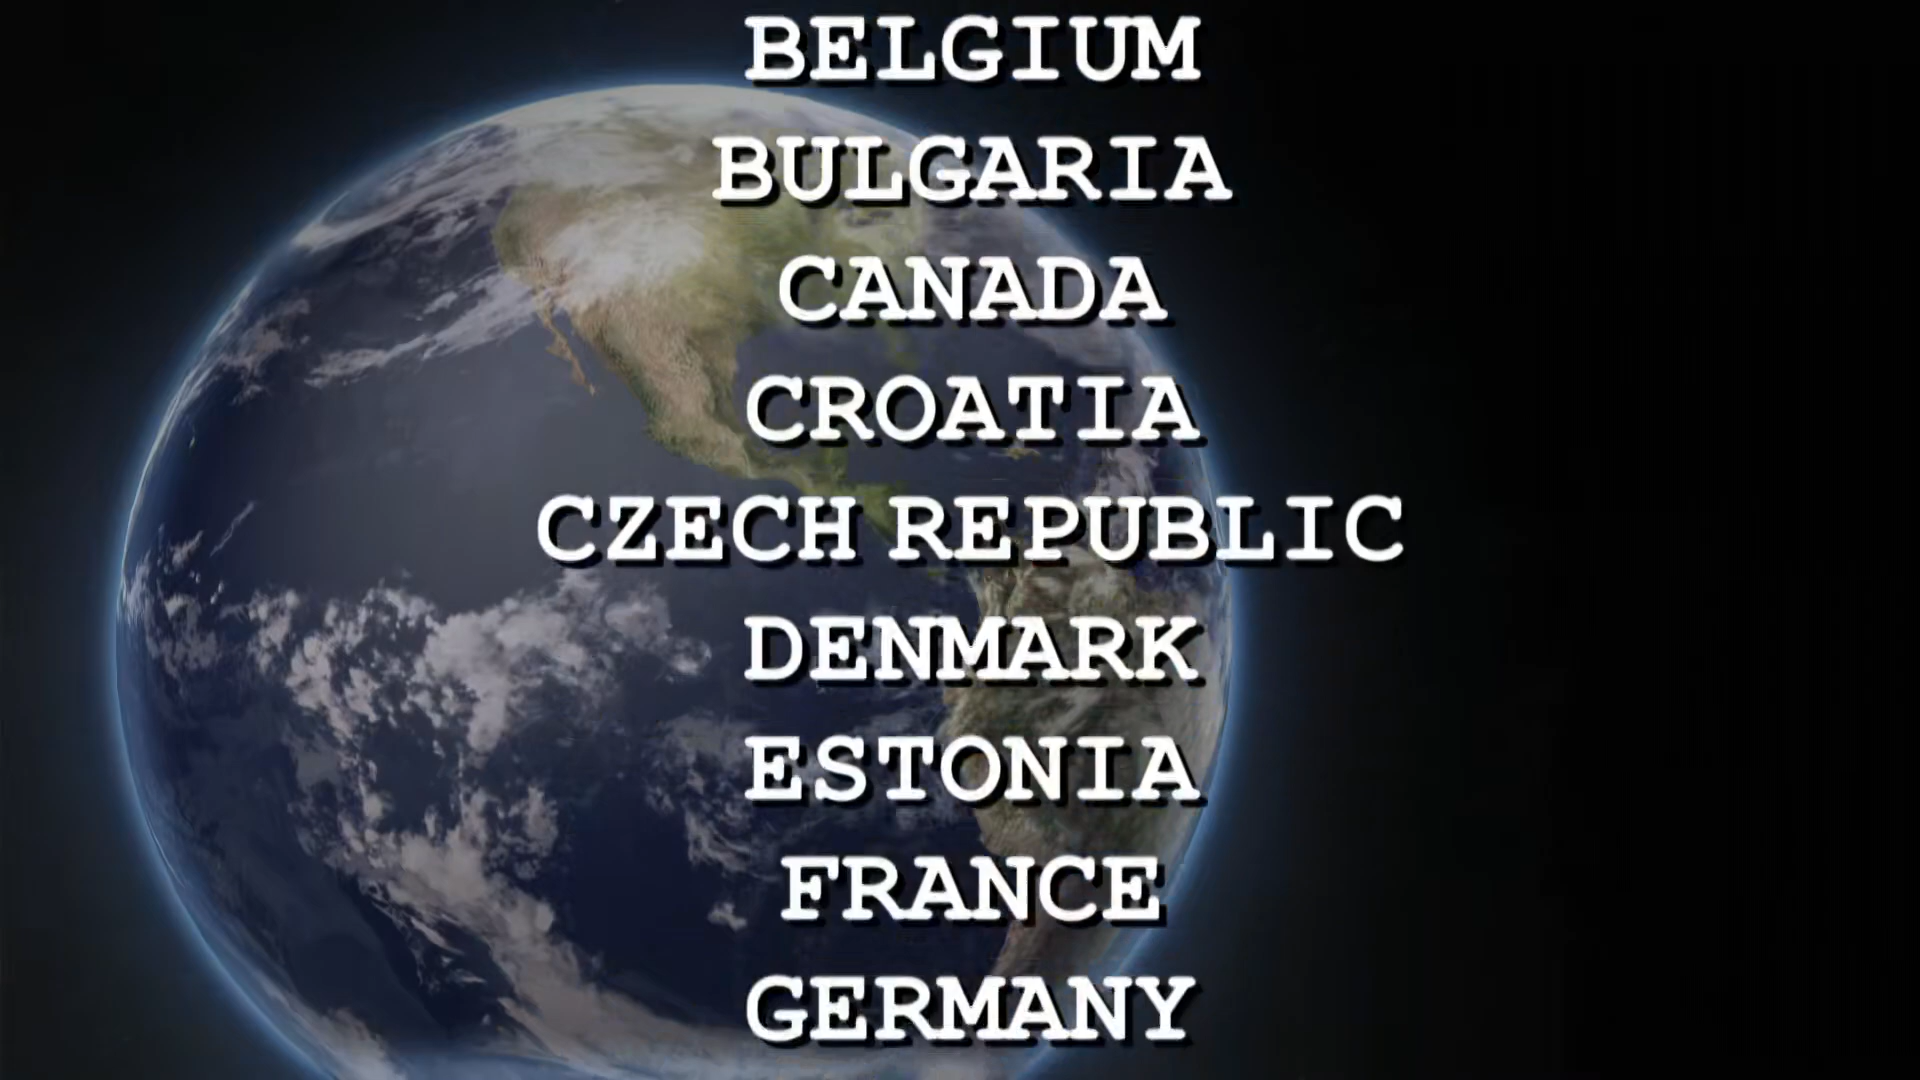 BELGIUM
BULGARIA
CANADA
CROATIA
CZECH REPUBLIC
DENMARK
ESTONIA
FRANCE
GERMANY